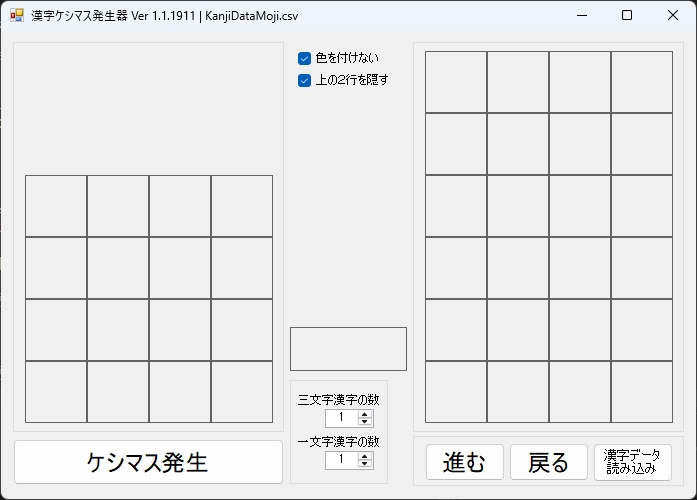 漢字ケシマス発生器 Ver 1.1.1911 | KanjiDataMoji.csv
色を付けない
上の2行を隠す
三文字漢字の数
1
一文字漢字の数
1
ケシマス発生
進む
戻る
漢字データ
読み込み